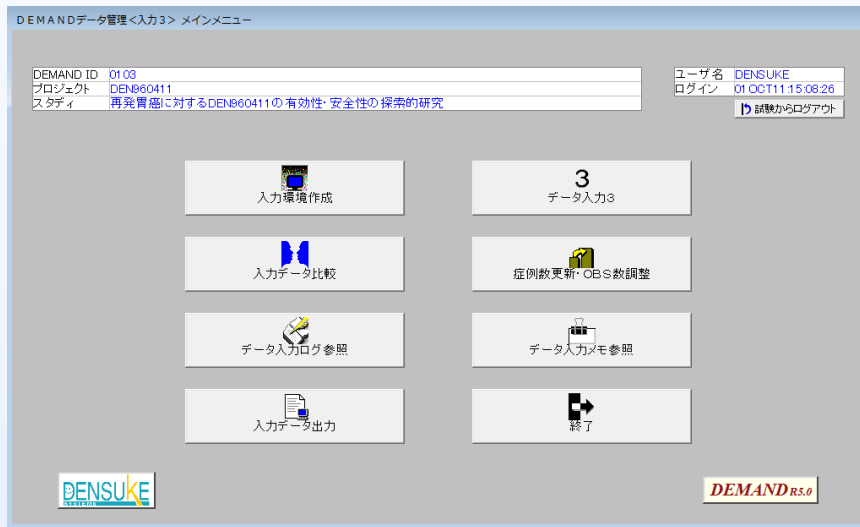 DEMANDデータ管理<入力3> メインメニュー
DEMAND ID 0103
プロジェクト DEN960411
スタディ 再発胃癌に対するDEN960411の有効性・安全性の探索的研究
ユーザ名 DENSUKE
ログイン 01OCT11:15:08:26
試験からログアウト
入力環境作成
3
データ入力3
入力データ比較
症例数更新・OBS数調整
データ入力ログ参照
データ入力メモ参照
入力データ出力
終了
DENSUKE
SYSTEMS
DEMAND R5.0